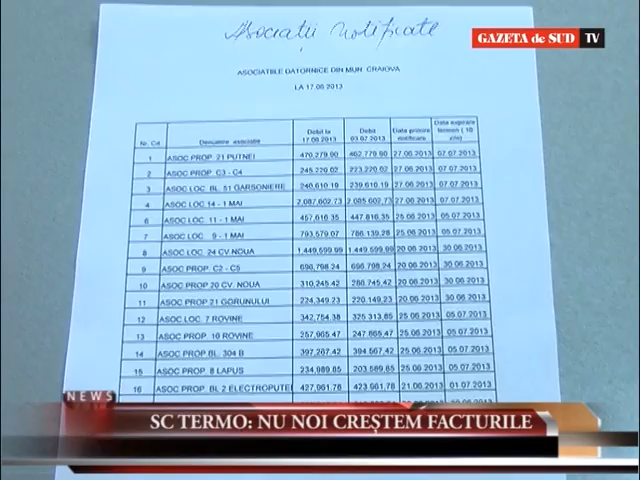 Asociații notificate
GAZETA de SUD TV
ASOCIATIILE DATORNICE DIN MUN CRAIOVA
LA 17.06.2013
Nr. Crt Denumire asociatie Debit la 17.06.2013 Debit 03.07.2013 Data primire notificare Data expirare termen ( 10 zile)
1 ASOC PROP. 21 PUTNEI 470,279.90 462,779.90 27.06.2013 07.07.2013
2 ASOC PROP. C3 - C4 245,220.02 223,220.02 27.06.2013 07.07.2013
3 ASOC LOC. BL. 51 GARSONIERE 240,610.19 239,610.19 27.06.2013 07.07.2013
4 ASOC LOC 14 - 1 MAI 2,087,602.73 2,085,602.73 27.06.2013 07.07.2013
6 ASOC LOC. 11 - 1 MAI 457,616.35 447,816.35 25.06.2013 05.07.2013
7 ASOC LOC 9 - 1 MAI 793,579.07 786,139.28 25.06.2013 05.07.2013
8 ASOC LOC. 24 CV.NOUA 1,449,699.99 1,449,599.99 20.06.2013 30.06.2013
9 ASOC PROP. C2 - C5 696,798.24 696,798.24 20.06.2013 30.06.2013
10 ASOC PROP 20 CV. NOUA 310,245.42 260,745.42 20.06.2013 30.06.2013
11 ASOC PROP 21 GORUNULUI 224,349.23 220,149.23 20.06.2013 30.06.2013
12 ASOC LOC. 7 ROVINE 342,754.38 325,313.85 25.06.2013 05.07.2013
13 ASOC PROP. 10 ROVINE 257,965.47 247,665.47 25.06.2013 05.07.2013
14 ASOC PROP.BL. 304 B 397,267.42 394,567.42 25.06.2013 05.07.2013
15 ASOC PROP. 8 LAPUS 234,989.65 203,589.65 25.06.2013 05.07.2013
16 ASOC PROP. BL 2 ELECTROPUTE 427,961.78 423,961.78 21.06.2013 01.07.2013
NEWS
SC TERMO: NU NOI CREȘTEM FACTURILE